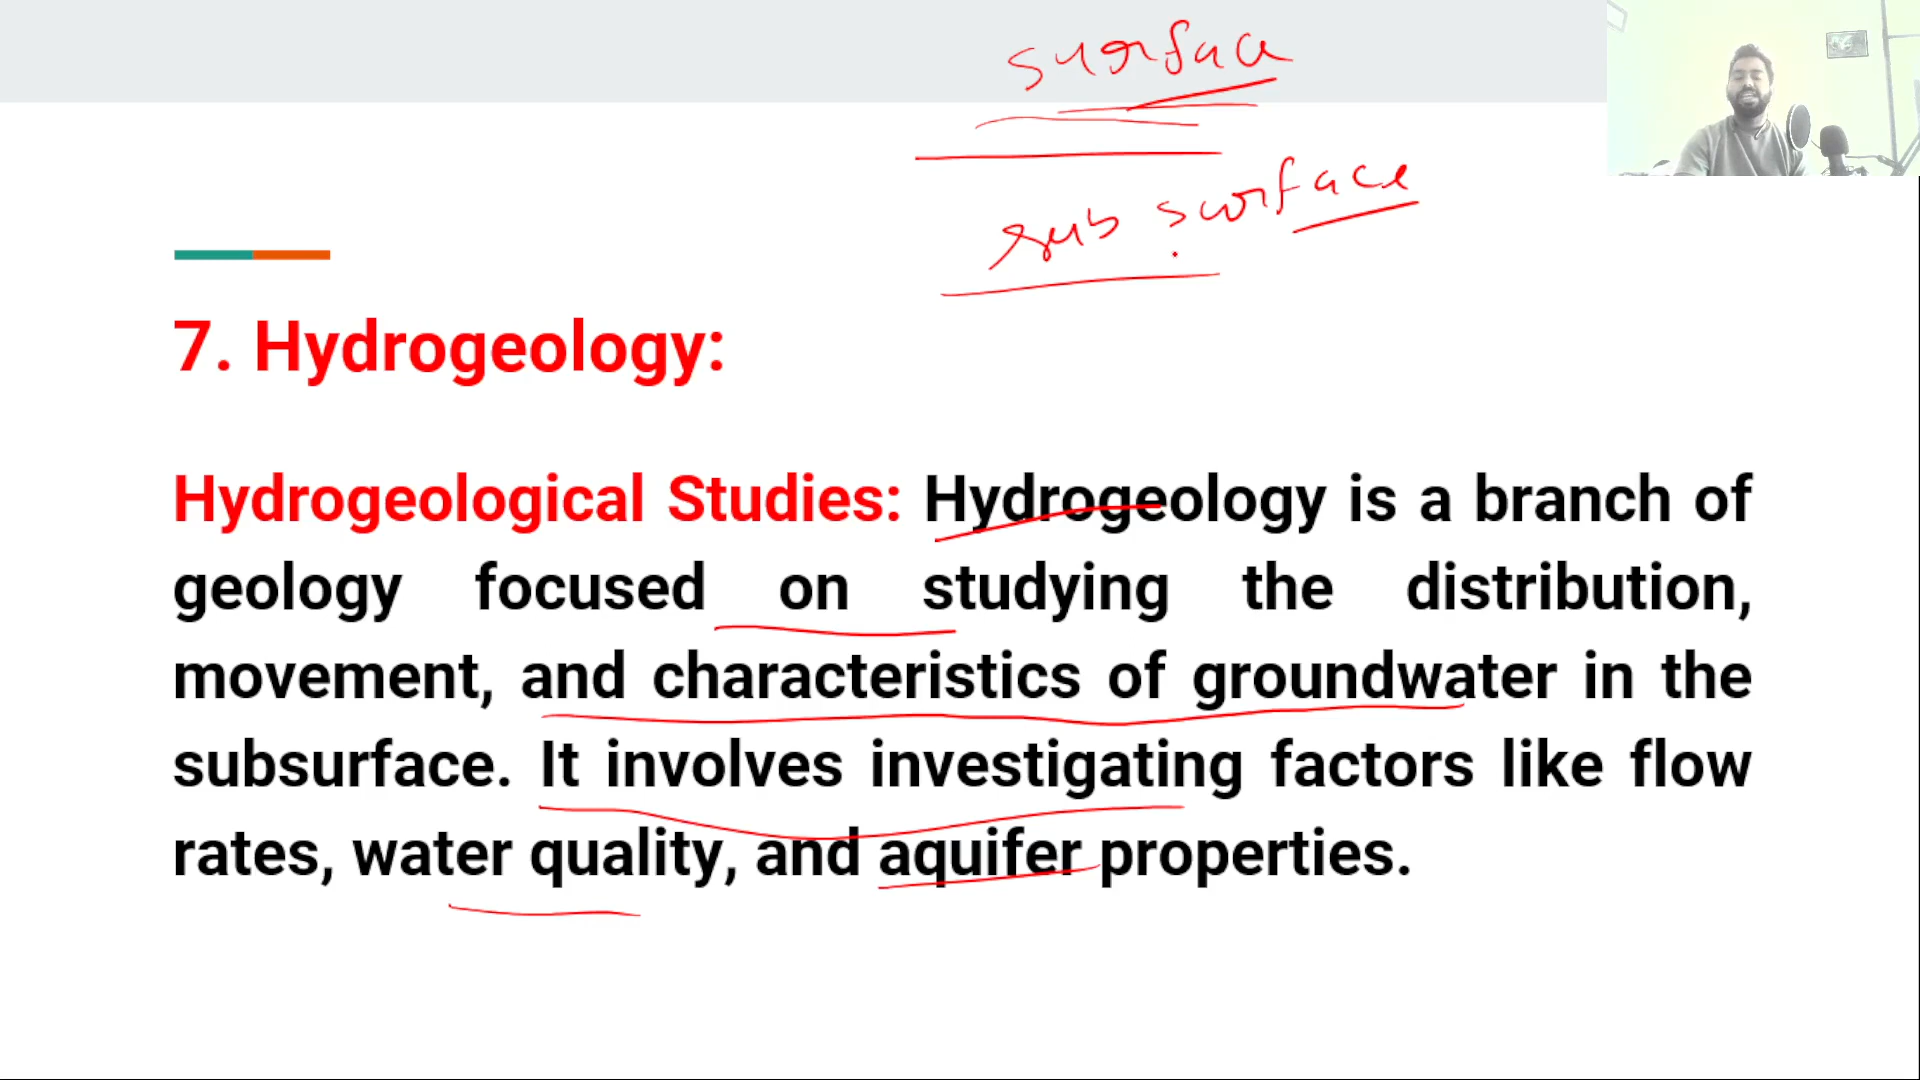 surface
sub surface
7. Hydrogeology:
Hydrogeological Studies: Hydrogeology is a branch of
geology focused on studying the distribution,
movement, and characteristics of groundwater in the
subsurface. It involves investigating factors like flow
rates, water quality, and aquifer properties.